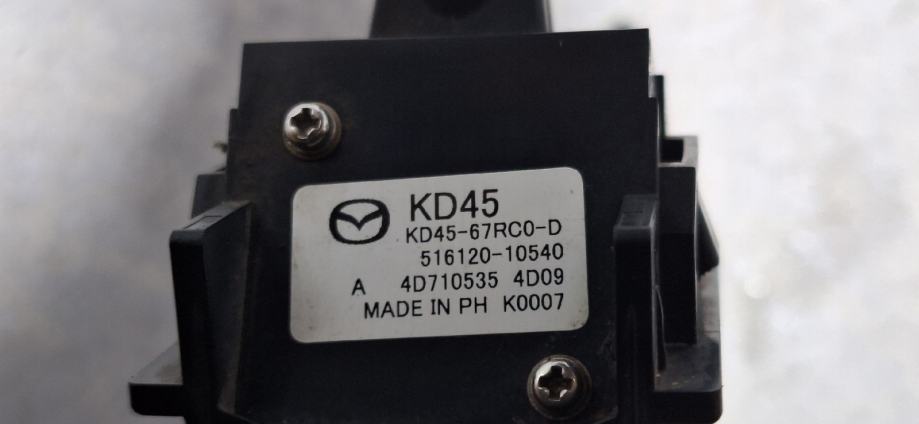 KD45
KD45-67RC0-D
516120-10540
A 4D710535 4D09
MADE IN PH K0007